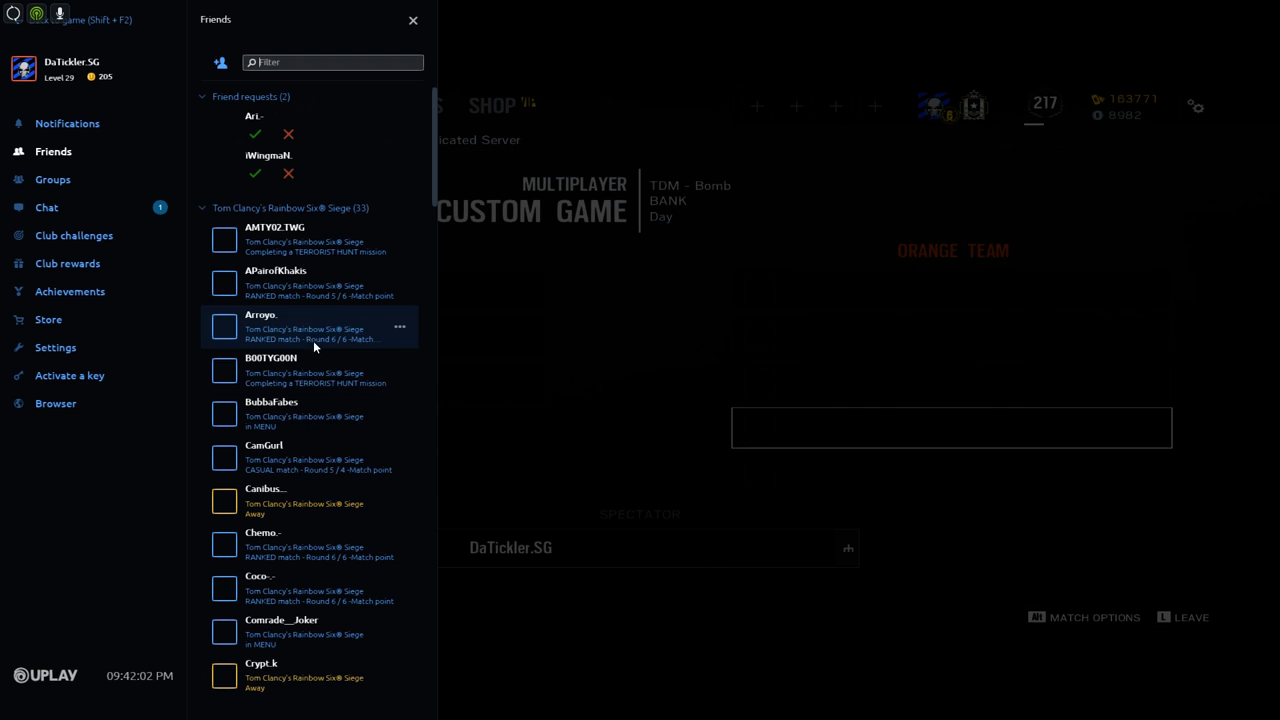 game (Shift + F2)
DaTickler.SG
Level 29
205
Notifications
Friends
Groups
Chat
1
Club challenges
Club rewards
Achievements
Store
Settings
Activate a key
Browser
UPLAY
09:42:02 PM
Friends
Filter
Friend requests (2)
Ari.-
iWingmaN.
Tom Clancy's Rainbow Six® Siege (33)
AMTY02.TWG
Tom Clancy's Rainbow Six® Siege
Completing a TERRORIST HUNT mission
APairofKhakis
Tom Clancy's Rainbow Six® Siege
RANKED match - Round 5 / 6 -Match point
Arroyo.
Tom Clancy's Rainbow Six® Siege
RANKED match - Round 6 / 6 -Match...
B00TYG00N
Tom Clancy's Rainbow Six® Siege
Completing a TERRORIST HUNT mission
BubbaFabes
Tom Clancy's Rainbow Six® Siege
in MENU
CamGurl
Tom Clancy's Rainbow Six® Siege
CASUAL match - Round 5 / 4 -Match point
Canibus__
Tom Clancy's Rainbow Six® Siege
Away
Chemo.-
Tom Clancy's Rainbow Six® Siege
RANKED match - Round 6 / 6 -Match point
Coco-.-
Tom Clancy's Rainbow Six® Siege
RANKED match - Round 6 / 6 -Match point
Comrade__Joker
Tom Clancy's Rainbow Six® Siege
in MENU
Crypt.k
Tom Clancy's Rainbow Six® Siege
Away
S SHOP
217
163771
8982
icated Server
MULTIPLAYER
CUSTOM GAME
TDM - Bomb
BANK
Day
ORANGE TEAM
SPECTATOR
DaTickler.SG
Alt MATCH OPTIONS
L LEAVE